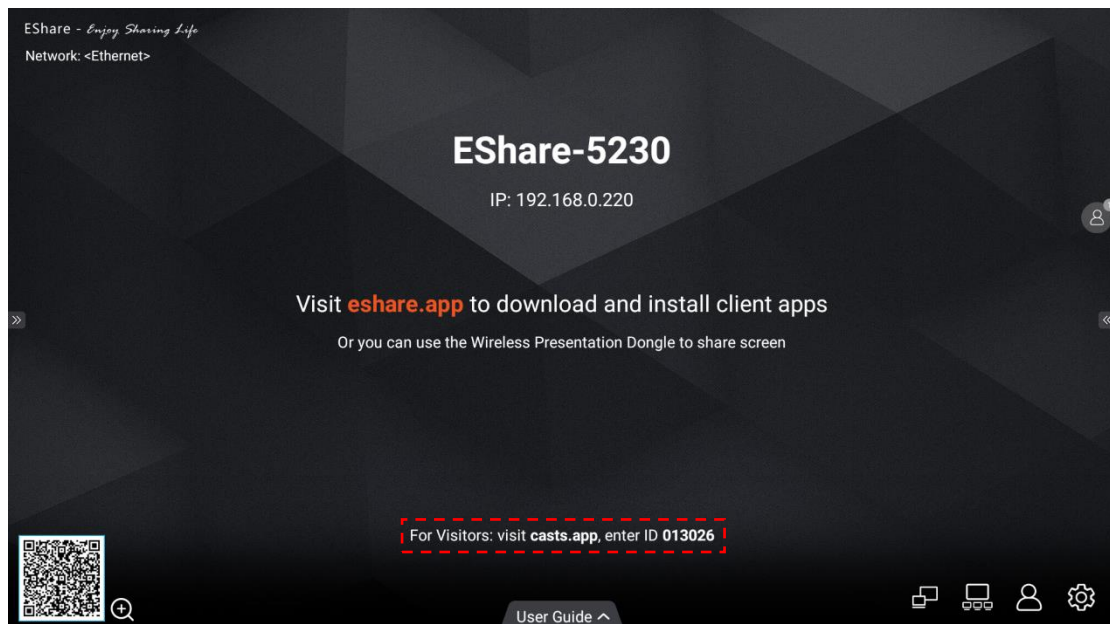 EShare - Enjoy Sharing Life
Network: <Ethernet>
EShare-5230
IP: 192.168.0.220
Visit eshare.app to download and install client apps
Or you can use the Wireless Presentation Dongle to share screen
For Visitors: visit casts.app, enter ID 013026
User Guide